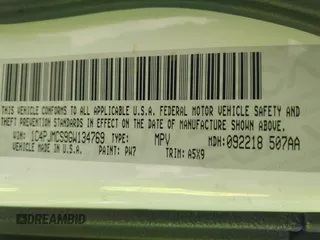 THIS VEHICLE CONFORMS TO ALL APPLICABLE U.S.A. FEDERAL MOTOR VEHICLE SAFETY AND
THEFT PREVENTION STANDARDS IN EFFECT ON THE DATE OF MANUFACTURE SHOWN ABOVE.
VIN: 1C4PJMCS9GW134769 TYPE: MPV MDH: 092218 507AA
VEHICLE MADE IN U.S.A. PAINT: PW7 TRIM: A5X9
DREAMBID